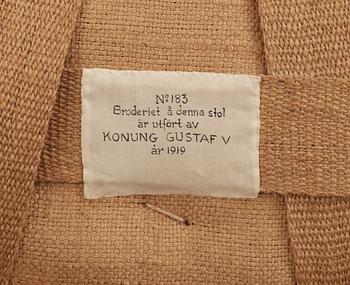 No 183
Broderiet å denna stol
är utfört av
KONUNG GUSTAF V
år 1919